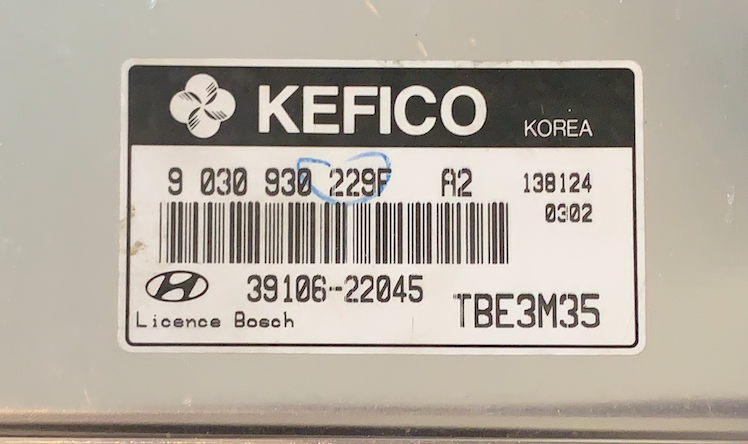 KEFICO KOREA
9 030 930 229F A2 138124
0302
39106-22045
TBE3M35
Licence Bosch